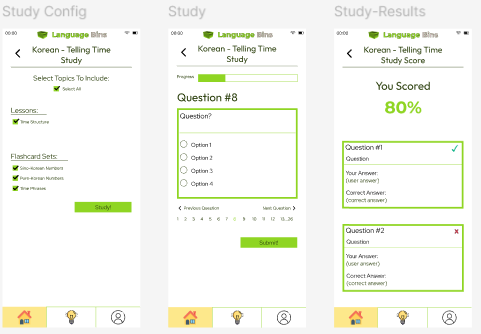 Study Config
00:00
Language Bins
Korean - Telling Time
Study
Select Topics To Include:
Select All
Lessons:
Time Structure
Flashcard Sets:
Sino-Korean Numbers
Pure-Korean Numbers
Time Phrases
Study!
Study
00:00
Language Bins
Korean - Telling Time
Study
Progress
Question #8
Question?
Option 1
Option 2
Option 3
Option 4
Previous Question
Next Question
1 2 3 4 5 6 7 8 9 10 11 12 13...26
Submit!
Study-Results
00:00
Language Bins
Korean - Telling Time
Study Score
You Scored
80%
Question #1
Question
Your Answer:
(user answer)
Correct Answer:
(correct answer)
Question #2
Question
Your Answer:
(user answer)
Correct Answer:
(correct answer)